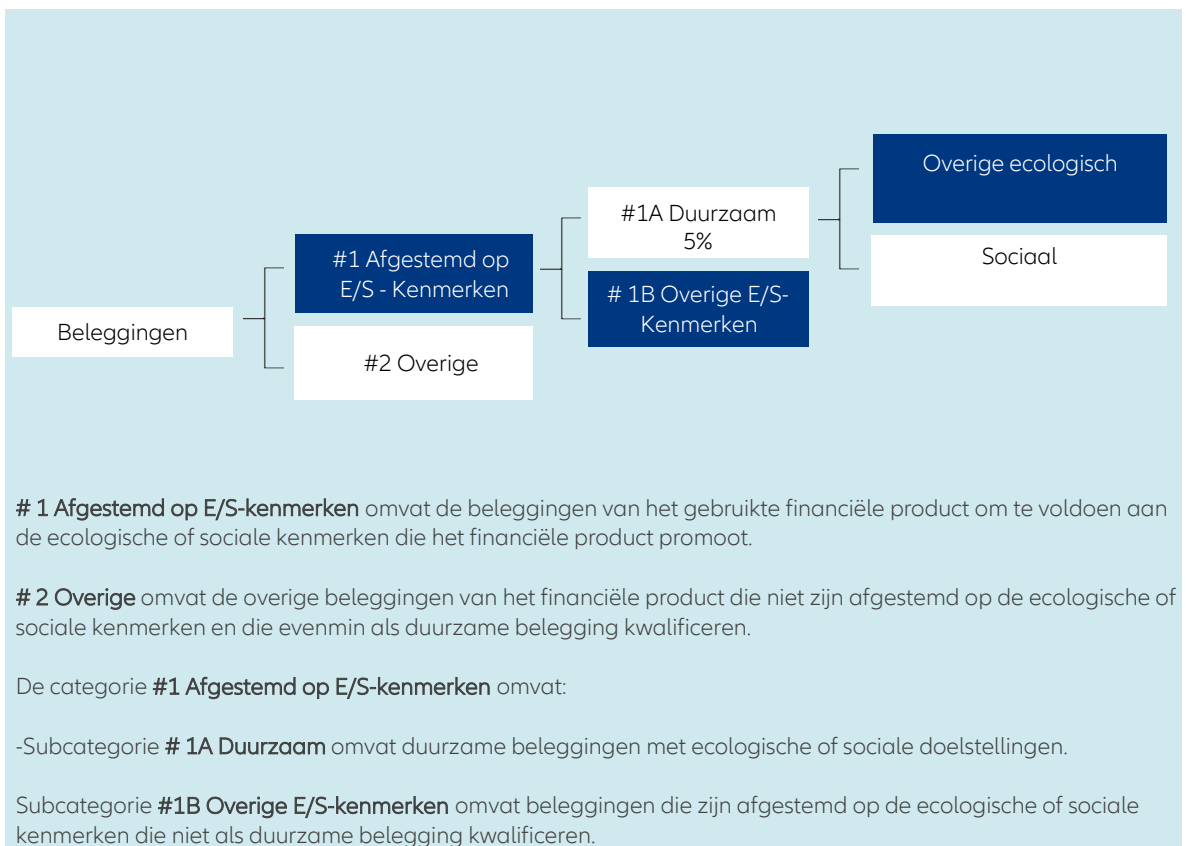 Overige ecologisch
#1A Duurzaam
5%
Sociaal
#1 Afgestemd op
E/S - Kenmerken
# 1B Overige E/S-
Kenmerken
Beleggingen
#2 Overige
# 1 Afgestemd op E/S-kenmerken omvat de beleggingen van het gebruikte financiële product om te voldoen aan
de ecologische of sociale kenmerken die het financiële product promoot.
# 2 Overige omvat de overige beleggingen van het financiële product die niet zijn afgestemd op de ecologische of
sociale kenmerken en die evenmin als duurzame belegging kwalificeren.
De categorie #1 Afgestemd op E/S-kenmerken omvat:
-Subcategorie # 1A Duurzaam omvat duurzame beleggingen met ecologische of sociale doelstellingen.
Subcategorie #1B Overige E/S-kenmerken omvat beleggingen die zijn afgestemd op de ecologische of sociale
kenmerken die niet als duurzame belegging kwalificeren.